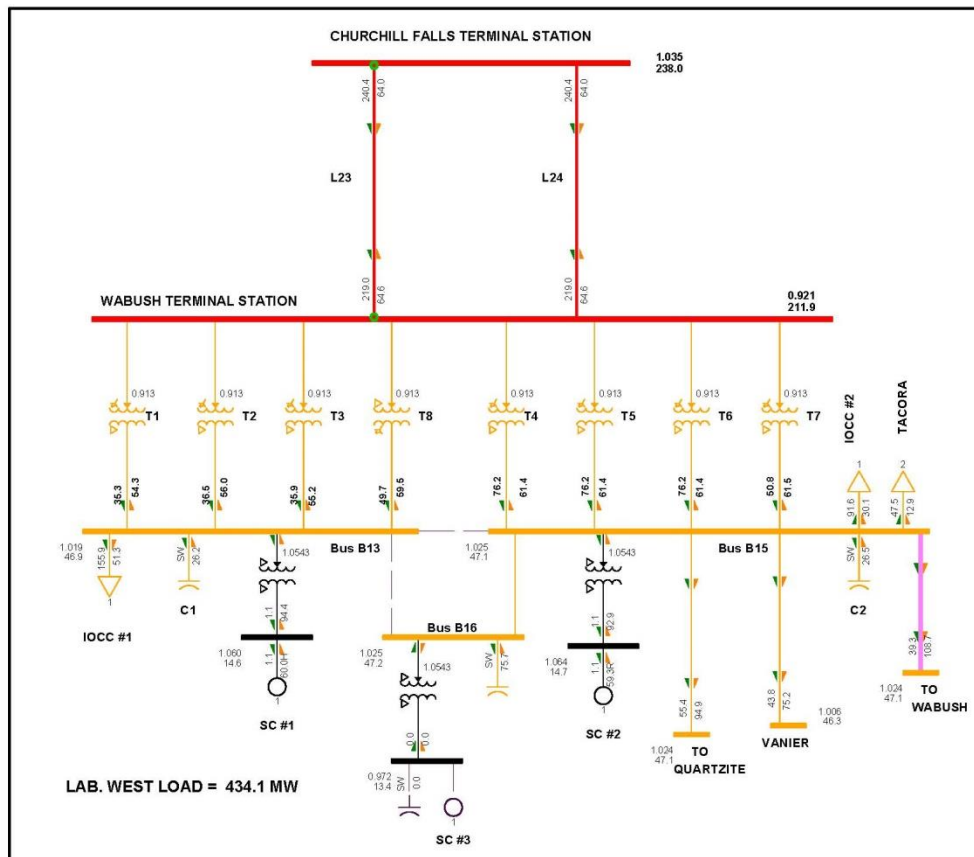 CHURCHILL FALLS TERMINAL STATION
1.035
238.0
240.4
64.0
240.4
64.0
L23
L24
219.0
64.6
219.0
64.6
WABUSH TERMINAL STATION
0.921
211.9
0.913
0.913
0.913
0.913
0.913
0.913
0.913
0.913
T1
T2
T3
T8
T4
T5
T6
T7
IOCC #2
TACORA
1
2
35.3
54.3
36.5
56.0
35.9
55.2
49.7
59.5
76.2
61.4
76.2
61.4
76.2
61.4
50.8
61.5
91.6
30.1
47.5
12.9
1.019
46.9
Bus B13
1.025
47.1
Bus B15
155.9
51.3
1
IOCC #1
SW
26.2
C1
1.0543
1.1
94.4
1.060
14.6
1.1
60.0H
1
SC #1
Bus B16
1.025
47.2
1.0543
SW
75.7
0.0
0.0
0.972
13.4
SW
0.0
1
SC #3
1.0543
1.1
92.9
1.064
14.7
1.1
59.3R
1
SC #2
55.4
94.9
1.024
47.1
TO
QUARTZITE
43.8
75.2
1.006
46.3
VANIER
SW
26.5
C2
39.3
108.7
1.024
47.1
TO
WABUSH
LAB. WEST LOAD = 434.1 MW